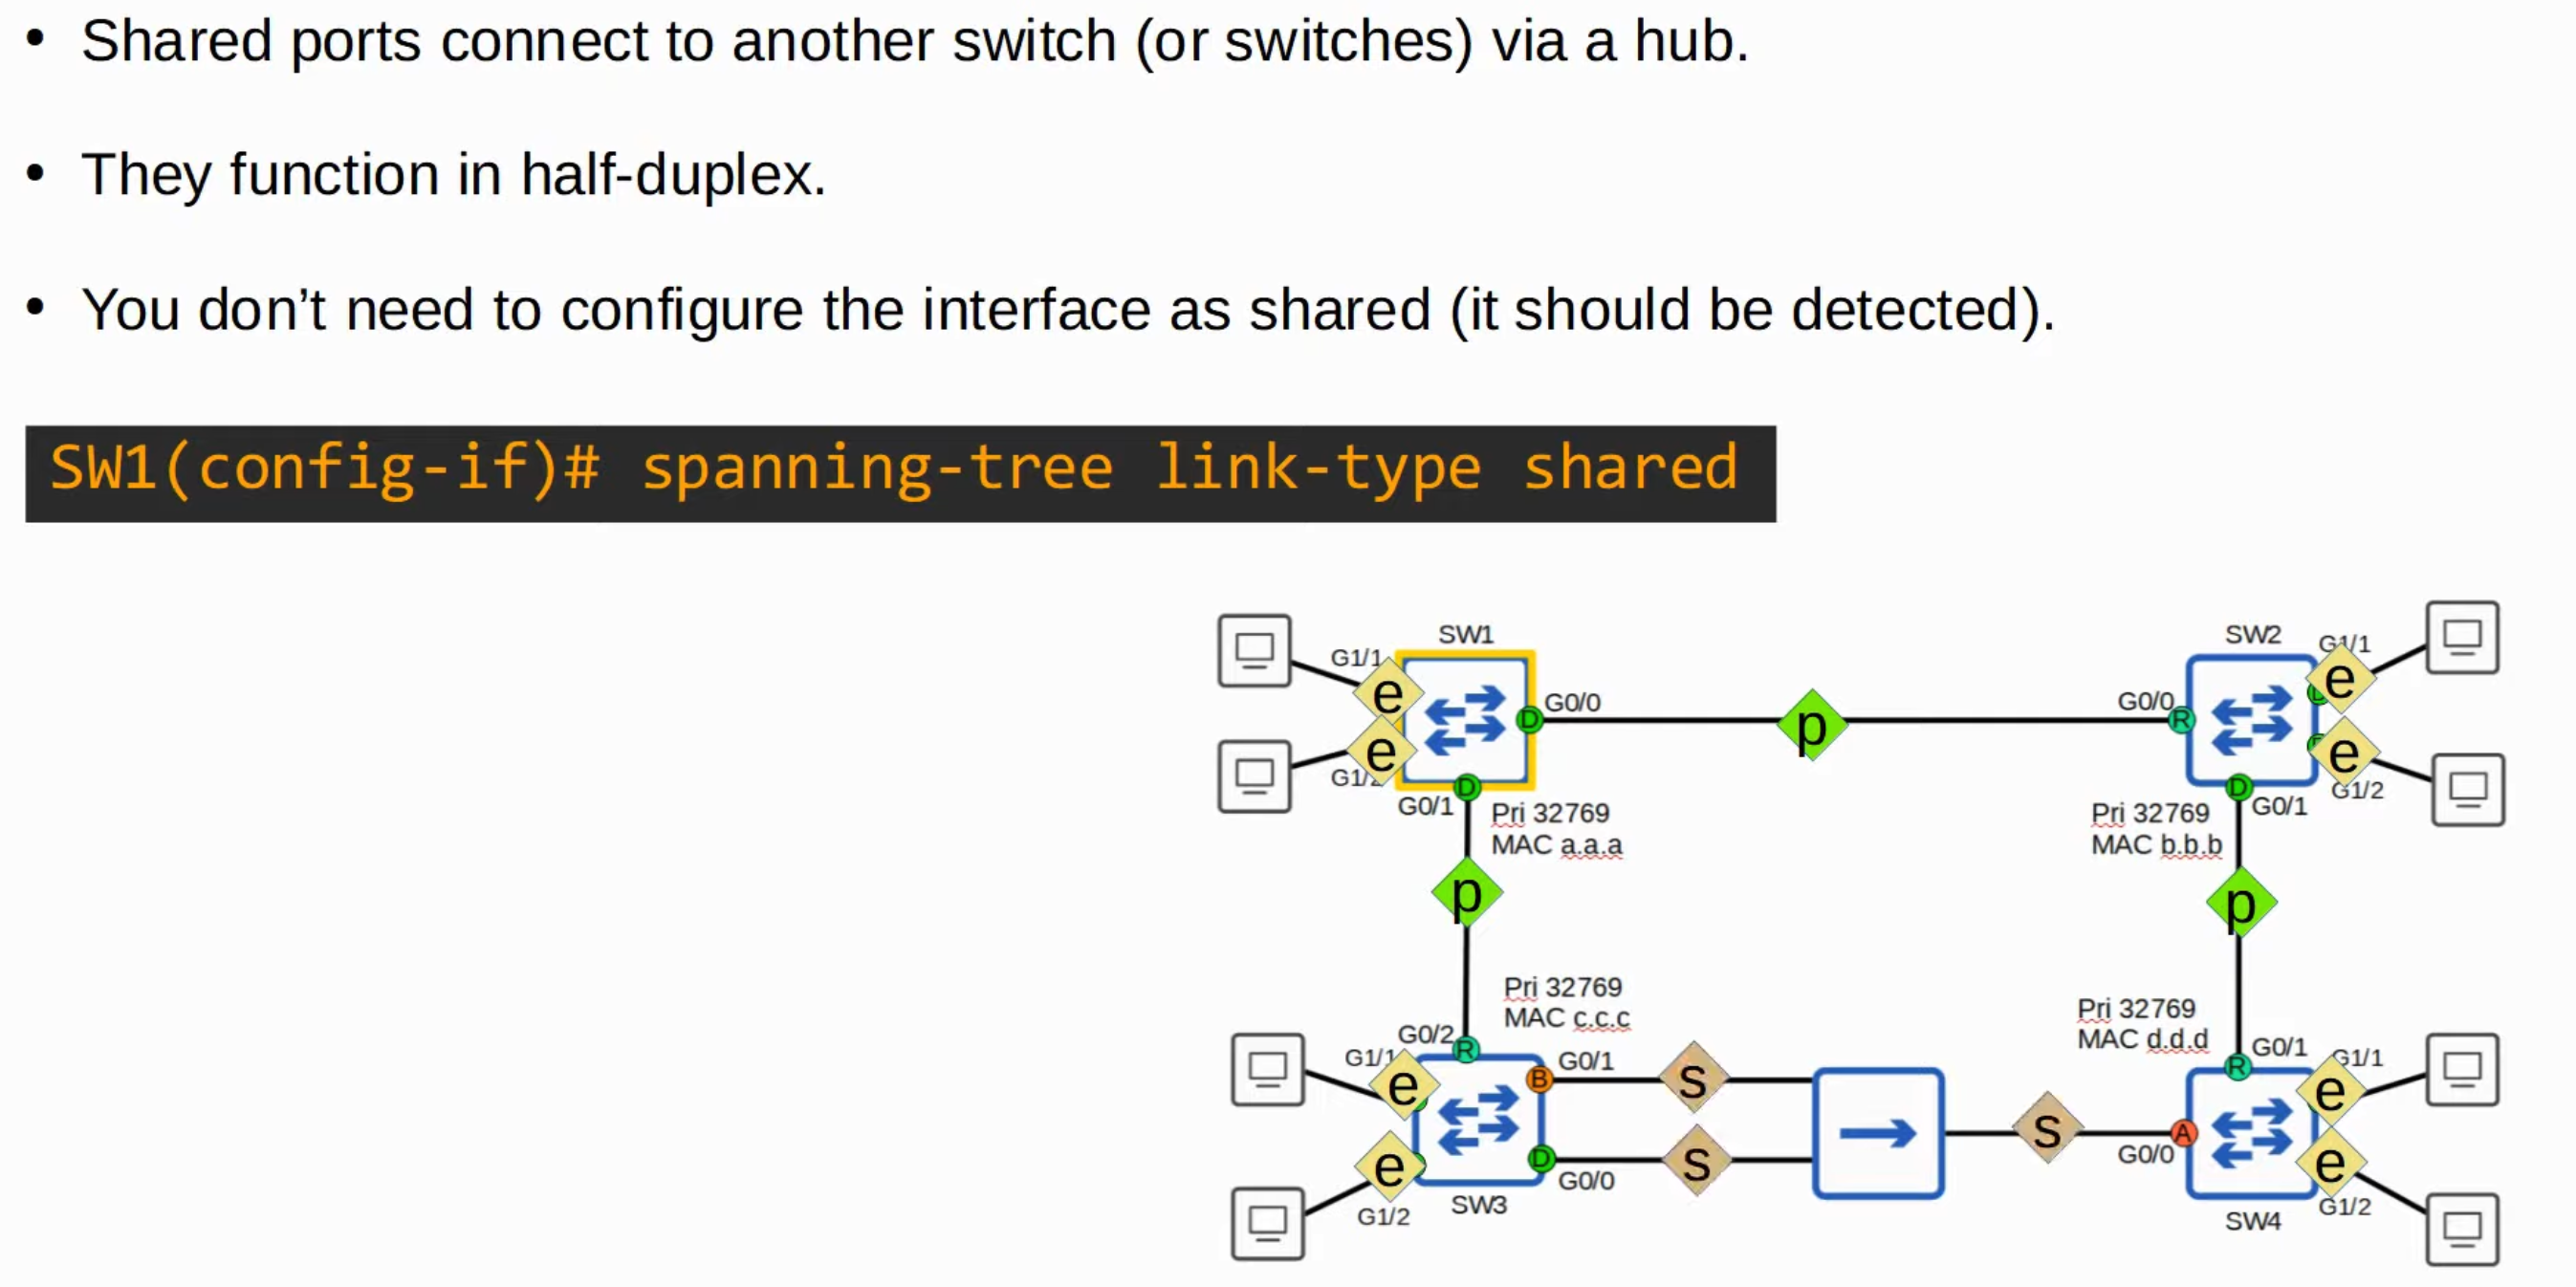 • Shared ports connect to another switch (or switches) via a hub.
• They function in half-duplex.
• You don’t need to configure the interface as shared (it should be detected).
SW1(config-if)# spanning-tree link-type shared
SW1
SW2
G1/1
G1/1
e
e
G0/0
G0/0
D
p
R
e
e
G1/2
G1/2
D
D
G0/1
G0/1
Pri 32769
MAC a.a.a
Pri 32769
MAC b.b.b
p
p
Pri 32769
MAC c.c.c
Pri 32769
MAC d.d.d
G0/2
R
G0/1
R
G1/1
G1/1
e
e
B
G0/1
s
s
A
G0/0
D
G0/0
s
e
e
G1/2
G1/2
SW3
SW4